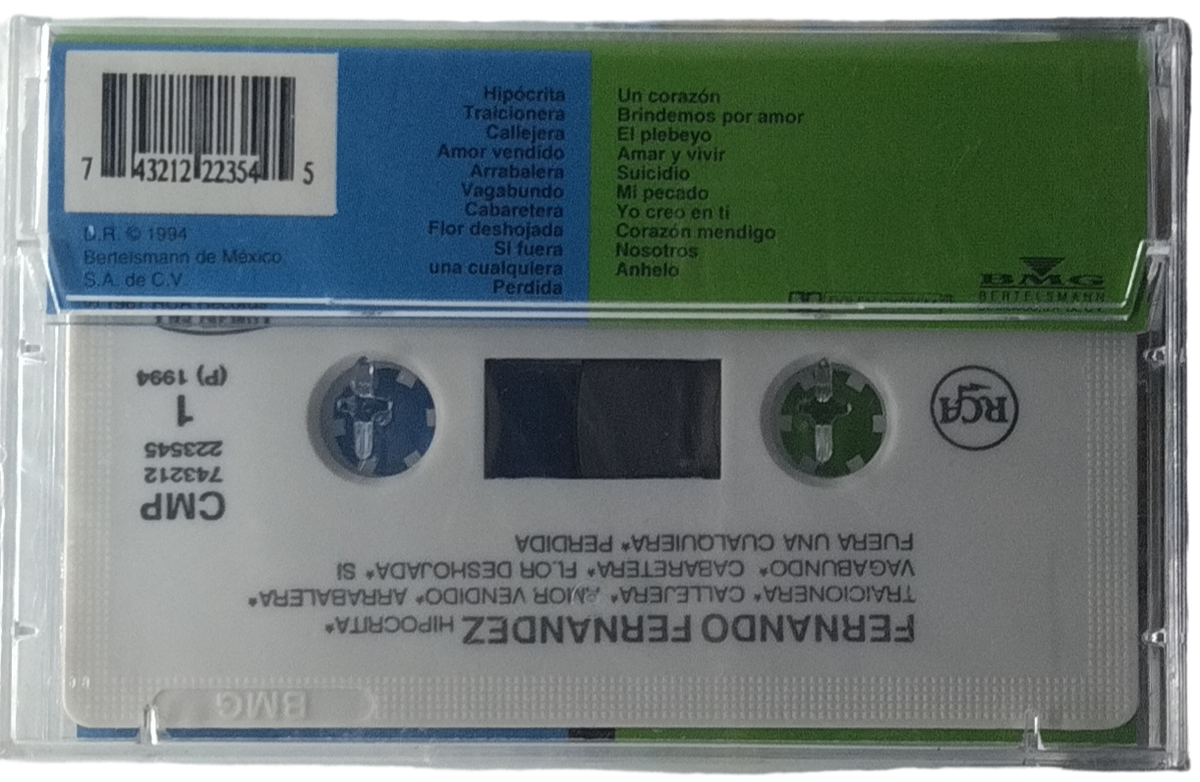 7 43212 22354 5
D.R. © 1994
Bertelsmann de México
S.A. de C.V.
Hipócrita
Traicionera
Callejera
Amor vendido
Arrabalera
Vagabundo
Cabaretera
Flor deshojada
Si fuera
una cualquiera
Perdida
Un corazón
Brindemos por amor
El plebeyo
Amar y vivir
Suicidio
Mi pecado
Yo creo en ti
Corazón mendigo
Nosotros
Anhelo
BMG
BERTELSMANN
BMG
FERNANDO FERNANDEZ HIPOCRITA*
TRAICIONERA* CALLEJERA* AMOR VENDIDO* ARRABALERA*
VAGABUNDO* CABARETERA* FLOR DESHOJADA* SI
FUERA UNA CUALQUIERA* PERDIDA
CMP
743212
223545
1
(P) 1994
RCA